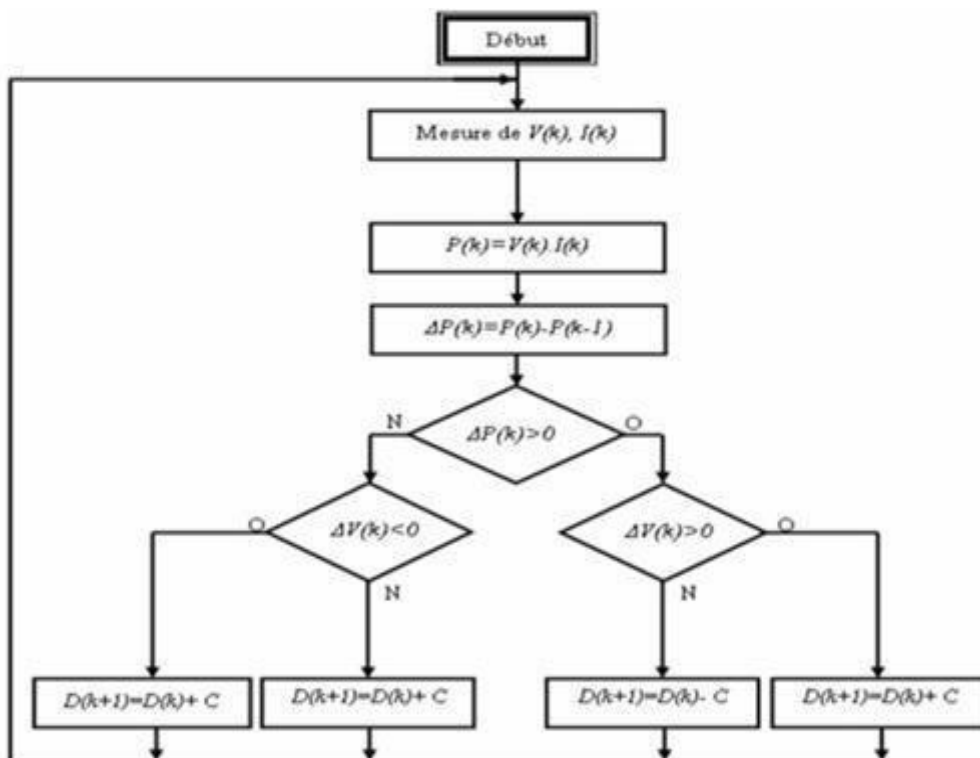 Début
Mesure de V(k), I(k)
P(k)=V(k).I(k)
ΔP(k)=P(k)-P(k-1)
N
ΔP(k)>0
O
O
ΔV(k)<0
N
ΔV(k)>0
O
N
D(k+1)=D(k)+ C
D(k+1)=D(k)+ C
D(k+1)=D(k)- C
D(k+1)=D(k)+ C